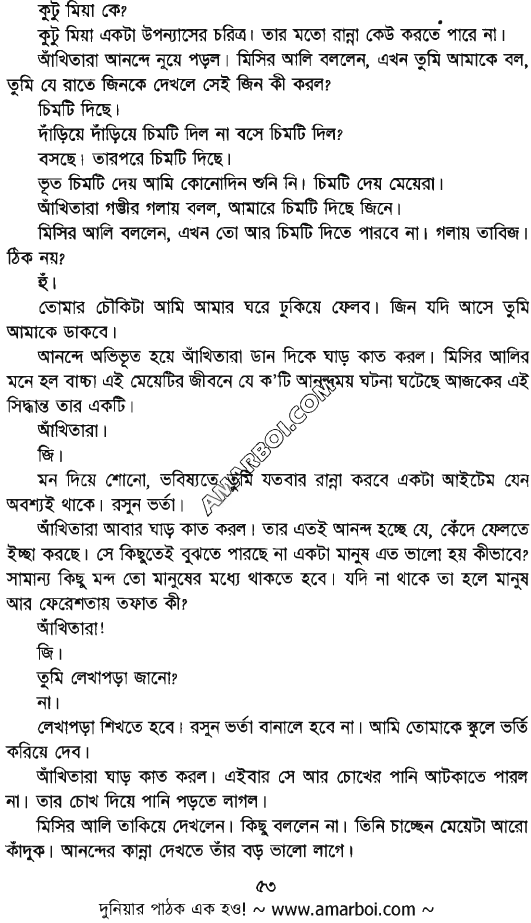 কুটু মিয়া কে?
কুটু মিয়া একটা উপন্যাসের চরিত্র। তার মতো রান্না কেউ করতে পারে না।
আঁখিতারা আনন্দে নুয়ে পড়ল। মিসির আলি বললেন, এখন তুমি আমাকে বল,
তুমি যে রাতে জিনকে দেখলে সেই জিন কী করল?
চিমটি দিছে।
দাঁড়িয়ে দাঁড়িয়ে চিমটি দিল না বসে চিমটি দিল?
বসছে। তারপরে চিমটি দিছে।
ভূত চিমটি দেয় আমি কোনোদিন শুনি নি। চিমটি দেয় মেয়েরা।
আঁখিতারা গম্ভীর গলায় বলল, আমারে চিমটি দিছে জিনে।
মিসির আলি বললেন, এখন তো আর চিমটি দিতে পারবে না। গলায় তাবিজ।
ঠিক নয়?
হুঁ।
তোমার চৌকিটা আমি আমার ঘরে ঢুকিয়ে ফেলব। জিন যদি আসে তুমি
আমাকে ডাকবে।
আনন্দে অভিভূত হয়ে আঁখিতারা ডান দিকে ঘাড় কাত করল। মিসির আলির
মনে হল বাচ্চা এই মেয়েটির জীবনে যে ক'টি আনন্দময় ঘটনা ঘটেছে আজকের এই
সিদ্ধান্ত তার একটি।
আঁখিতারা।
জি।
মন দিয়ে শোনো, ভবিষ্যতে তুমি যতবার রান্না করবে একটা আইটেম যেন
অবশ্যই থাকে। রসুন ভর্তা।
আঁখিতারা আবার ঘাড় কাত করল। তার এতই আনন্দ হচ্ছে যে, কেঁদে ফেলতে
ইচ্ছা করছে। সে কিছুতেই বুঝতে পারছে না একটা মানুষ এত ভালো হয় কীভাবে?
সামান্য কিছু মন্দ তো মানুষের মধ্যে থাকতে হবে। যদি না থাকে তা হলে মানুষ
আর ফেরেশতায় তফাত কী?
আঁখিতারা!
জি।
তুমি লেখাপড়া জানো?
না।
লেখাপড়া শিখতে হবে। রসুন ভর্তা বানালে হবে না। আমি তোমাকে স্কুলে ভর্তি
করিয়ে দেব।
আঁখিতারা ঘাড় কাত করল। এইবার সে আর চোখের পানি আটকাতে পারল
না। তার চোখ দিয়ে পানি পড়তে লাগল।
মিসির আলি তাকিয়ে দেখলেন। কিছু বললেন না। তিনি চাচ্ছেন মেয়েটা আরো
কাঁদুক। আনন্দের কান্না দেখতে তাঁর বড় ভালো লাগে।
AMARBOI.COM
৫৩
দুনিয়ার পাঠক এক হও! ~ www.amarboi.com ~